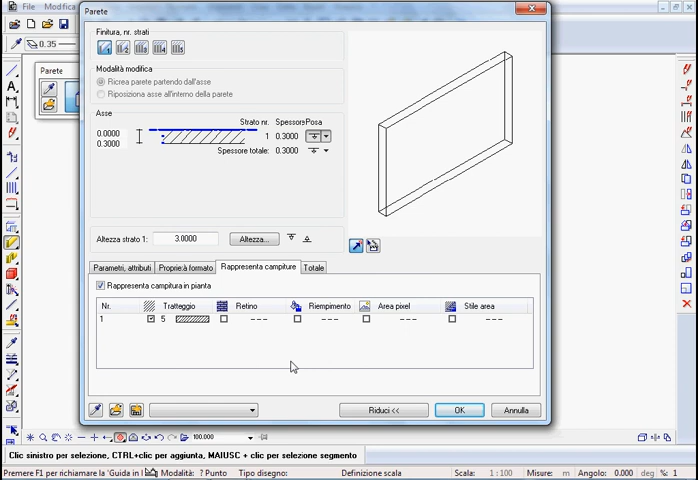 File Modifica
Parete
0.35
Parete
Finitura, nr. strati
1 2 3 4 5
Modalità modifica
Ricrea parete partendo dall'asse
Riposiziona asse all'interno della parete
Asse
Strato nr. Spessore Posa
0.0000
0.3000
1 0.3000
Spessore totale: 0.3000
Altezza strato 1: 3.0000 Altezza...
Parametri, attributi Proprietà formato Rappresenta campiture Totale
Rappresenta campitura in pianta
Nr. Tratteggio Retino Riempimento Area pixel Stile area
1 5 --- --- --- ---
Riduci << OK Annulla
100.000
Clic sinistro per selezione, CTRL+clic per aggiunta, MAIUSC + clic per selezione segmento
Premere F1 per richiamare la 'Guida in l Modalità: ? Punto Tipo disegno: Definizione scala Scala: 1 : 100 Misure: m Angolo: 0.000 deg %: 1